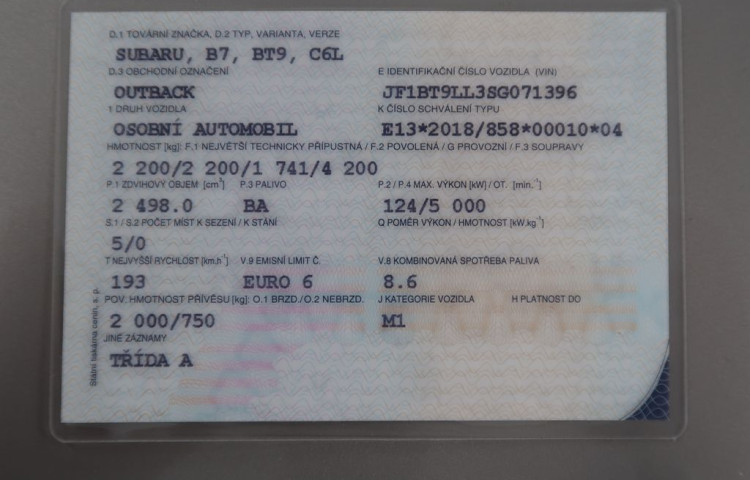 D.1 TOVÁRNÍ ZNAČKA, D.2 TYP, VARIANTA, VERZE
SUBARU, B7, BT9, C6L
D.3 OBCHODNÍ OZNAČENÍ E IDENTIFIKAČNÍ ČÍSLO VOZIDLA (VIN)
OUTBACK JF1BT9LL3SG071396
1 DRUH VOZIDLA K ČÍSLO SCHVÁLENÍ TYPU
OSOBNÍ AUTOMOBIL E13*2018/858*00010*04
HMOTNOST [kg]: F.1 NEJVĚTŠÍ TECHNICKY PŘÍPUSTNÁ / F.2 POVOLENÁ / G PROVOZNÍ / F.3 SOUPRAVY
2 200/2 200/1 741/4 200
P.1 ZDVIHOVÝ OBJEM [cm³] P.3 PALIVO P.2 / P.4 MAX. VÝKON [kW] / OT. [min.⁻¹]
2 498.0 BA 124/5 000
S.1 / S.2 POČET MÍST K SEZENÍ / K STÁNÍ Q POMĚR VÝKON / HMOTNOST [kW.kg⁻¹]
5/0
T NEJVYŠŠÍ RYCHLOST [km.h⁻¹] V.9 EMISNÍ LIMIT Č. V.8 KOMBINOVANÁ SPOTŘEBA PALIVA
193 EURO 6 8.6
POV. HMOTNOST PŘÍVĚSU [kg]: O.1 BRZD./O.2 NEBRZD. J KATEGORIE VOZIDLA H PLATNOST DO
2 000/750 M1
JINÉ ZÁZNAMY
TŘÍDA A
Státní tiskárna cenin, s. p.